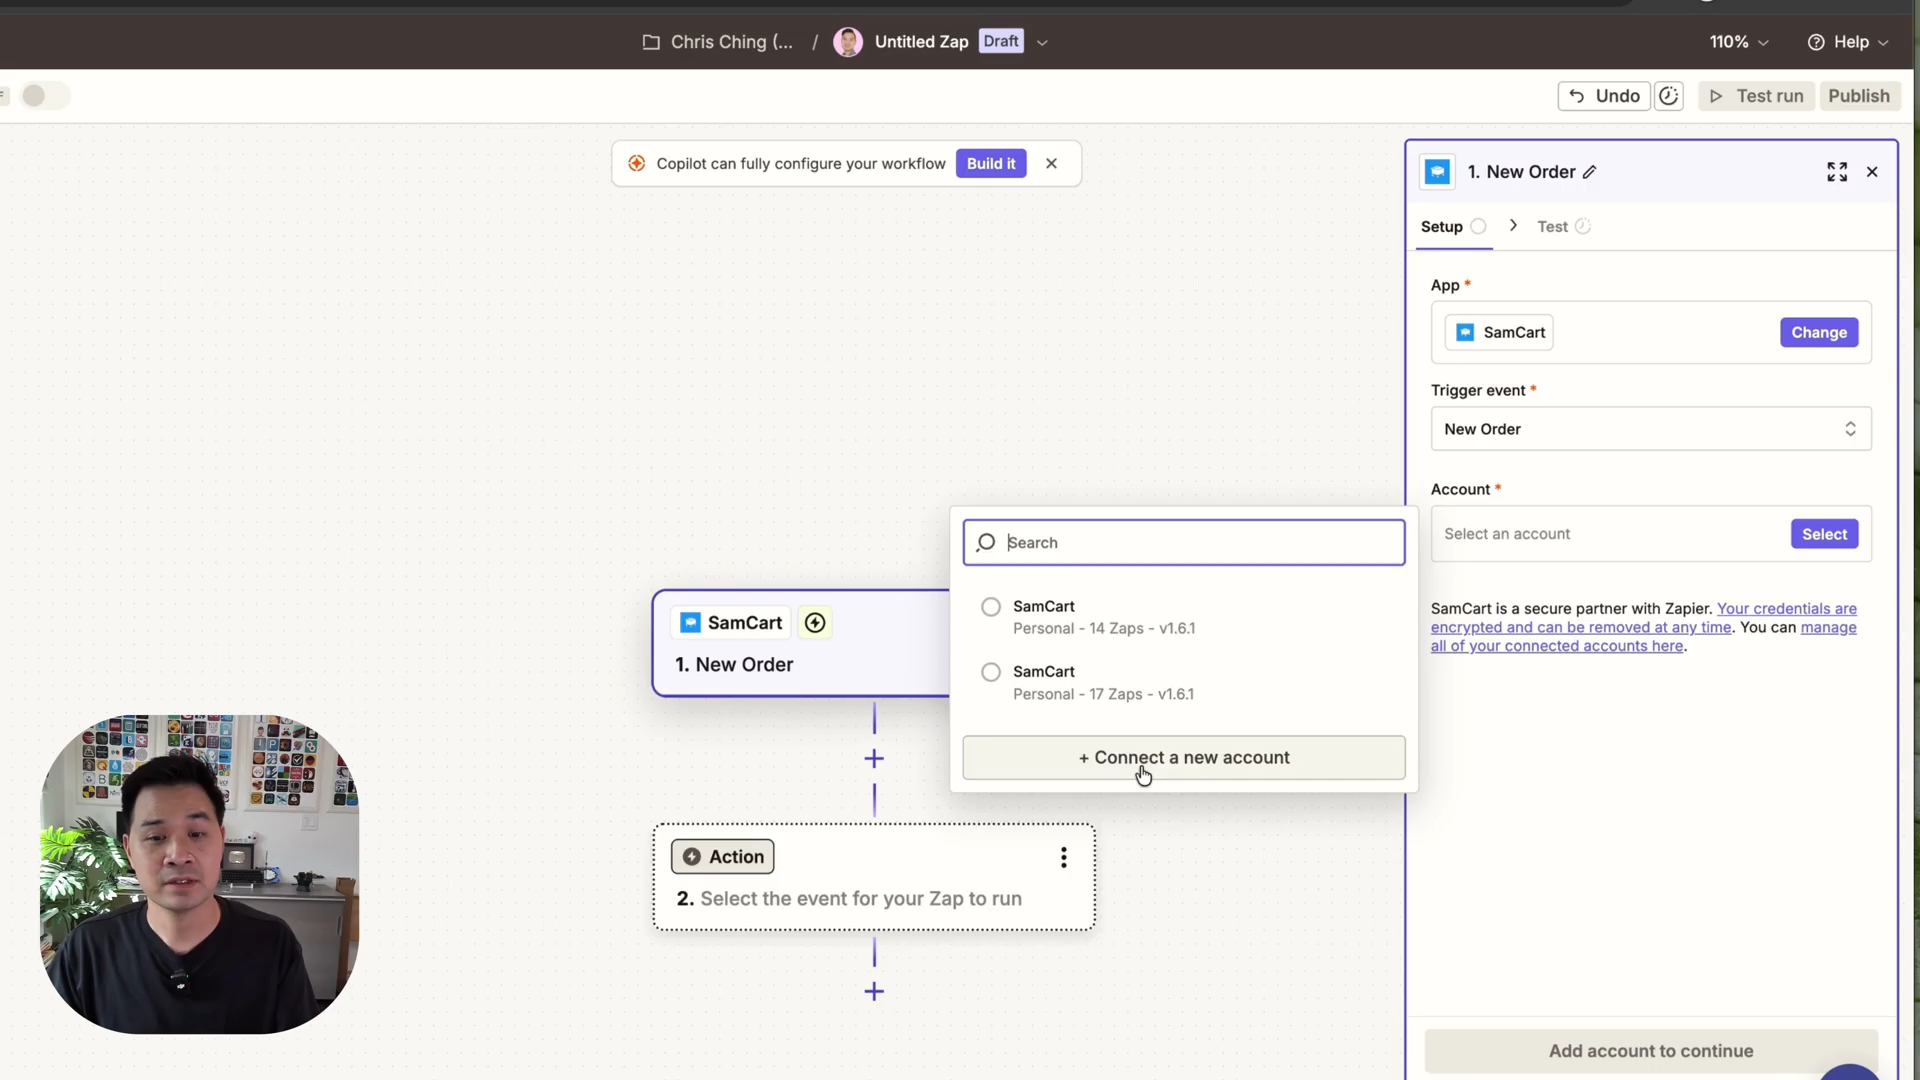 Chris Ching (... / Untitled Zap Draft
110% Help
Undo Test run Publish
Copilot can fully configure your workflow Build it
1. New Order
Setup Test
App *
SamCart Change
Trigger event *
New Order
Account *
Select an account Select
SamCart is a secure partner with Zapier. Your credentials are
encrypted and can be removed at any time. You can manage
all of your connected accounts here.
Add account to continue
Search
SamCart
Personal - 14 Zaps - v1.6.1
SamCart
Personal - 17 Zaps - v1.6.1
+ Connect a new account
SamCart
1. New Order
Action
2. Select the event for your Zap to run